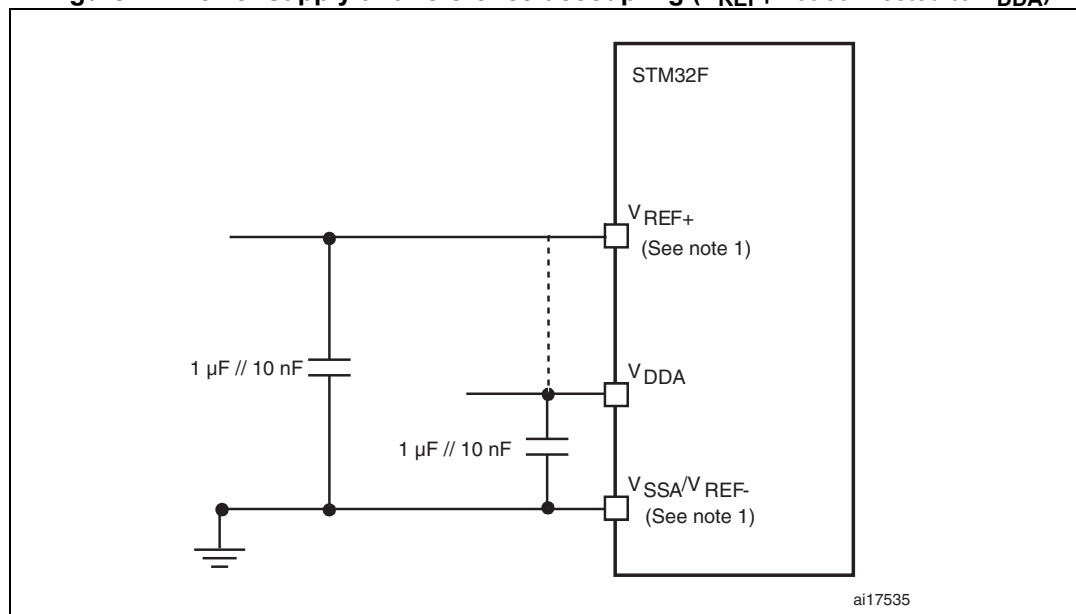 STM32F
VREF+
(See note 1)
1 µF // 10 nF
VDDA
1 µF // 10 nF
VSSA/VREF-
(See note 1)
ai17535